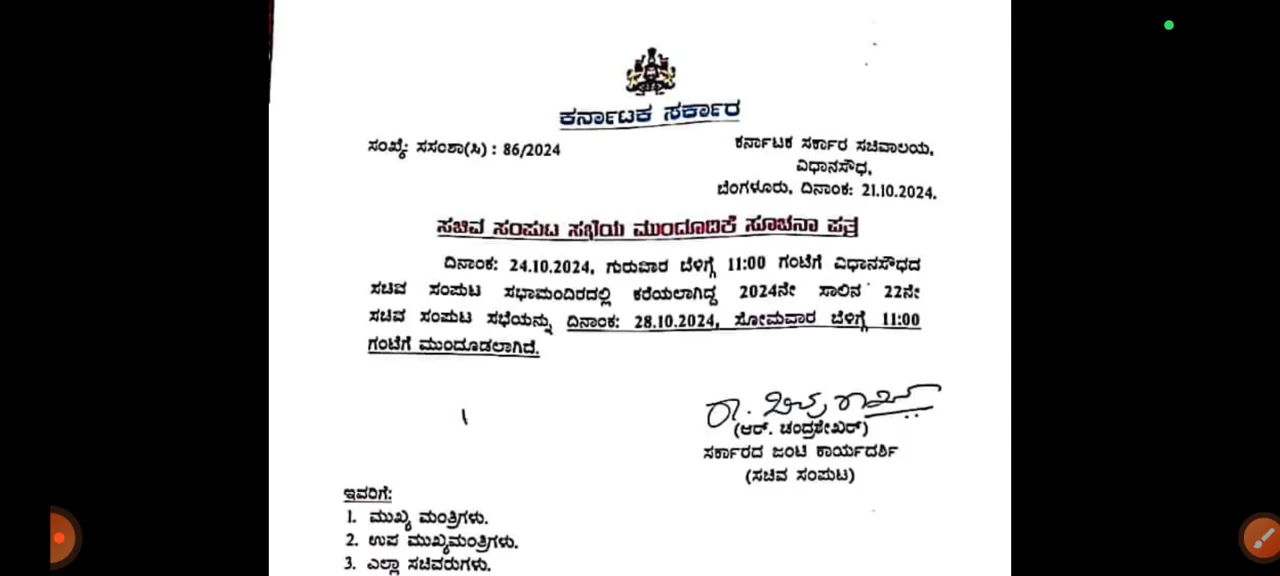 ಕರ್ನಾಟಕ ಸರ್ಕಾರ
ಸಂಖ್ಯೆ: ಸಸಂಶಾ(ಸಿ) : 86/2024
ಕರ್ನಾಟಕ ಸರ್ಕಾರ ಸಚಿವಾಲಯ,
ವಿಧಾನಸೌಧ,
ಬೆಂಗಳೂರು, ದಿನಾಂಕ: 21.10.2024.
ಸಚಿವ ಸಂಪುಟ ಸಭೆಯ ಮುಂದೂಡಿಕೆ ಸೂಚನಾ ಪತ್ರ
ದಿನಾಂಕ: 24.10.2024, ಗುರುವಾರ ಬೆಳಿಗ್ಗೆ 11:00 ಗಂಟೆಗೆ ವಿಧಾನಸೌಧದ
ಸಚಿವ ಸಂಪುಟ ಸಭಾಮಂದಿರದಲ್ಲಿ ಕರೆಯಲಾಗಿದ್ದ 2024ನೇ ಸಾಲಿನ 22ನೇ
ಸಚಿವ ಸಂಪುಟ ಸಭೆಯನ್ನು ದಿನಾಂಕ: 28.10.2024, ಸೋಮವಾರ ಬೆಳಿಗ್ಗೆ 11:00
ಗಂಟೆಗೆ ಮುಂದೂಡಲಾಗಿದೆ.
(ಆರ್. ಚಂದ್ರಶೇಖರ್)
ಸರ್ಕಾರದ ಜಂಟಿ ಕಾರ್ಯದರ್ಶಿ
(ಸಚಿವ ಸಂಪುಟ)
ಇವರಿಗೆ:
1. ಮುಖ್ಯ ಮಂತ್ರಿಗಳು.
2. ಉಪ ಮುಖ್ಯಮಂತ್ರಿಗಳು.
3. ಎಲ್ಲಾ ಸಚಿವರುಗಳು.